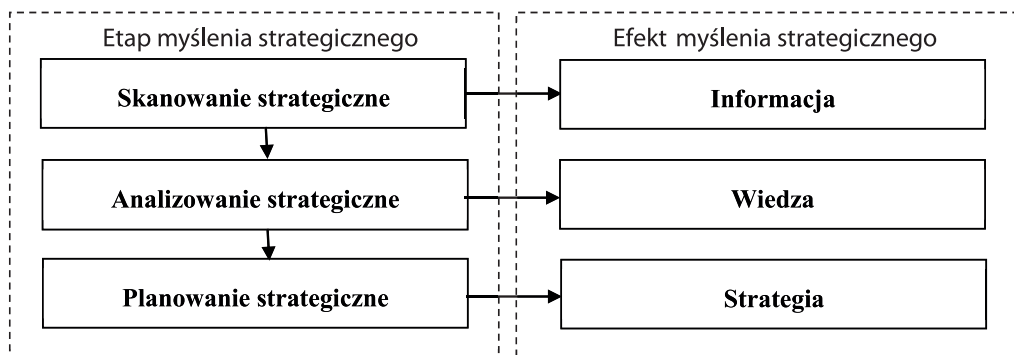 Etap myślenia strategicznego
Efekt myślenia strategicznego
Skanowanie strategiczne
Informacja
Analizowanie strategiczne
Wiedza
Planowanie strategiczne
Strategia